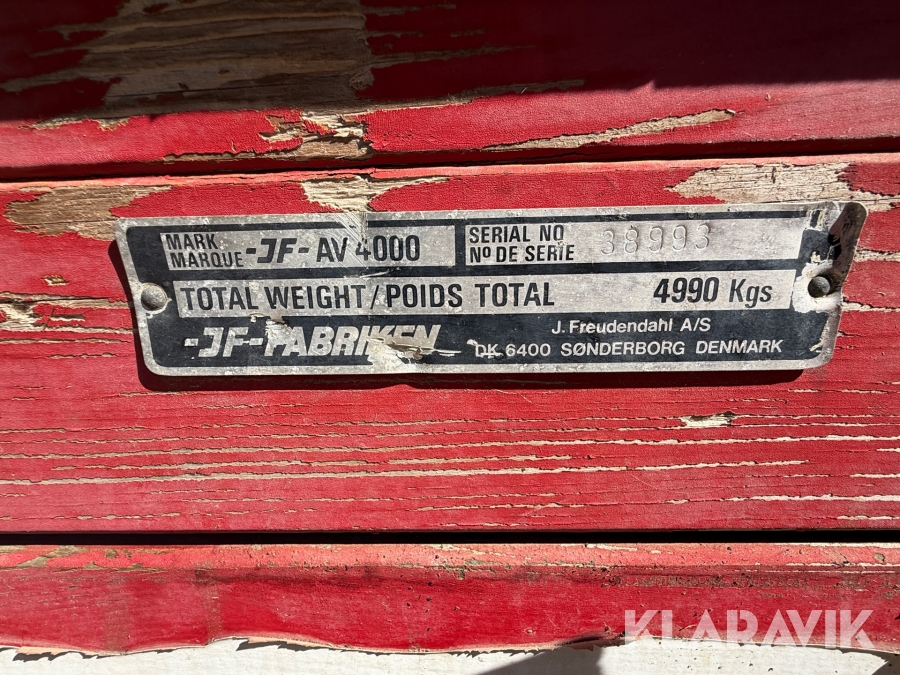 MARK
MARQUE -JF- AV 4000
SERIAL NO
Nº DE SERIE 38993
TOTAL WEIGHT/POIDS TOTAL 4990 Kgs
-JF-FABRIKEN
J. Freudendahl A/S
DK 6400 SØNDERBORG DENMARK
KLARAVIK